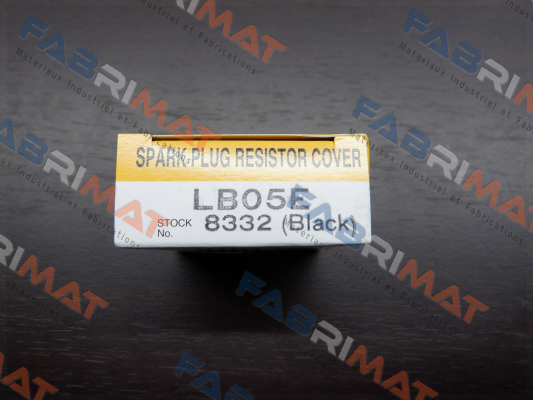 SPARK PLUG RESISTOR COVER
LB05E
STOCK No. 8332 (Black)
FABRIMAT
Materiaux Industriel et Fabrications